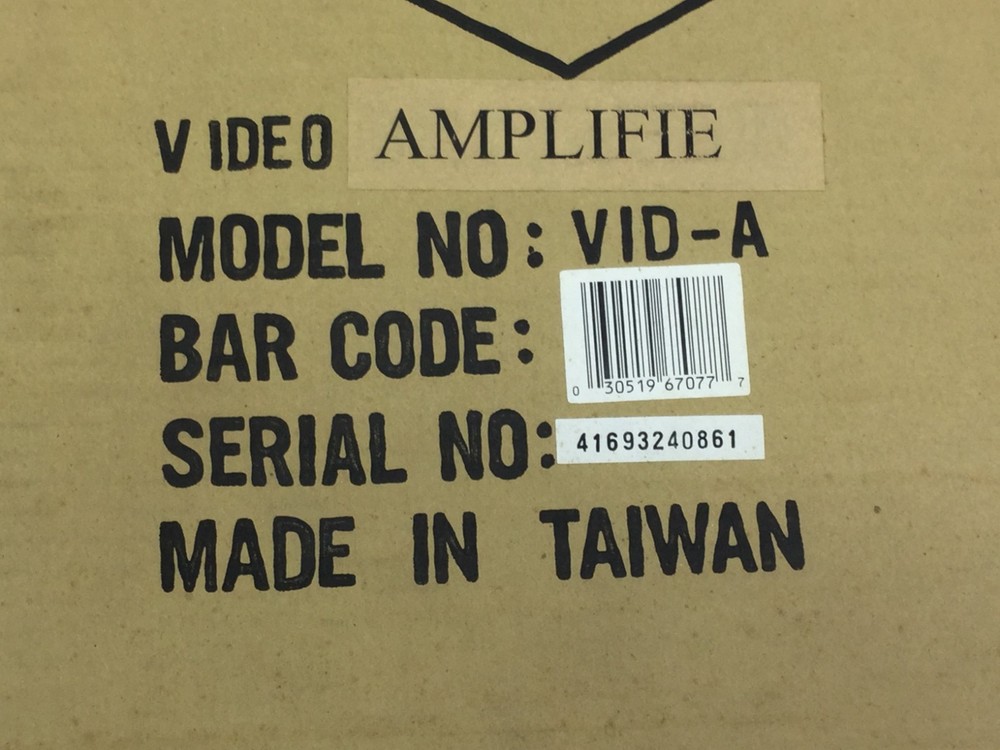 VIDEO AMPLIFIE
MODEL NO: VID-A
BAR CODE:
0 30519 67077 7
SERIAL NO: 41693240861
MADE IN TAIWAN